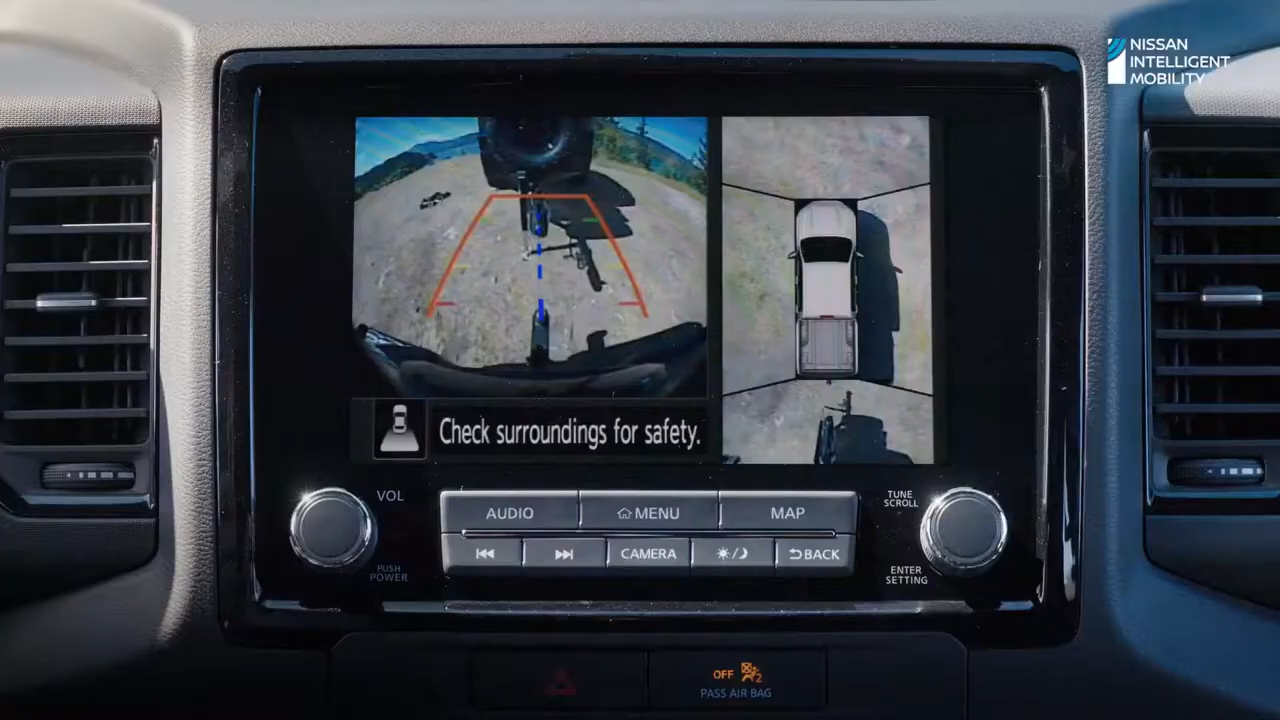 NISSAN
INTELLIGENT
MOBILITY
Check surroundings for safety.
VOL
PUSH
POWER
AUDIO
MENU
MAP
CAMERA
BACK
TUNE
SCROLL
ENTER
SETTING
OFF
2
PASS AIR BAG